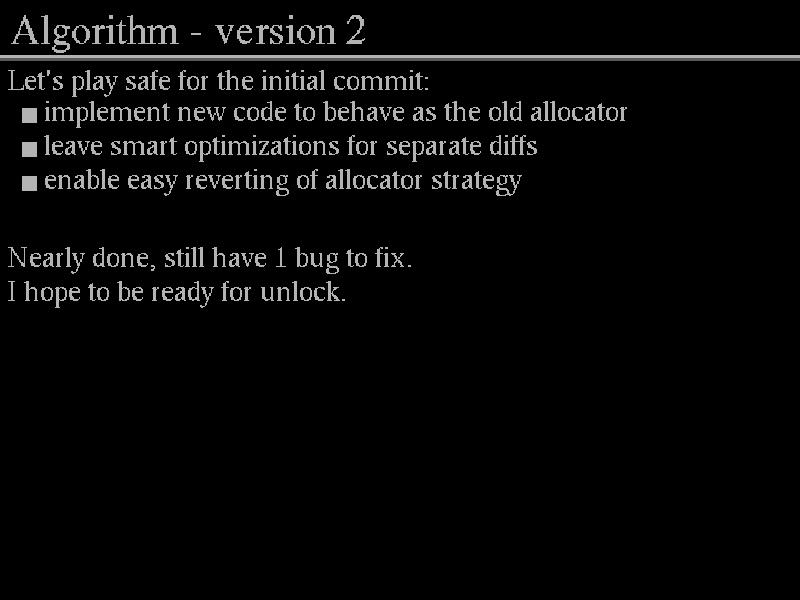 Algorithm - version 2
Let's play safe for the initial commit:
■ implement new code to behave as the old allocator
■ leave smart optimizations for separate diffs
■ enable easy reverting of allocator strategy
Nearly done, still have 1 bug to fix.
I hope to be ready for unlock.